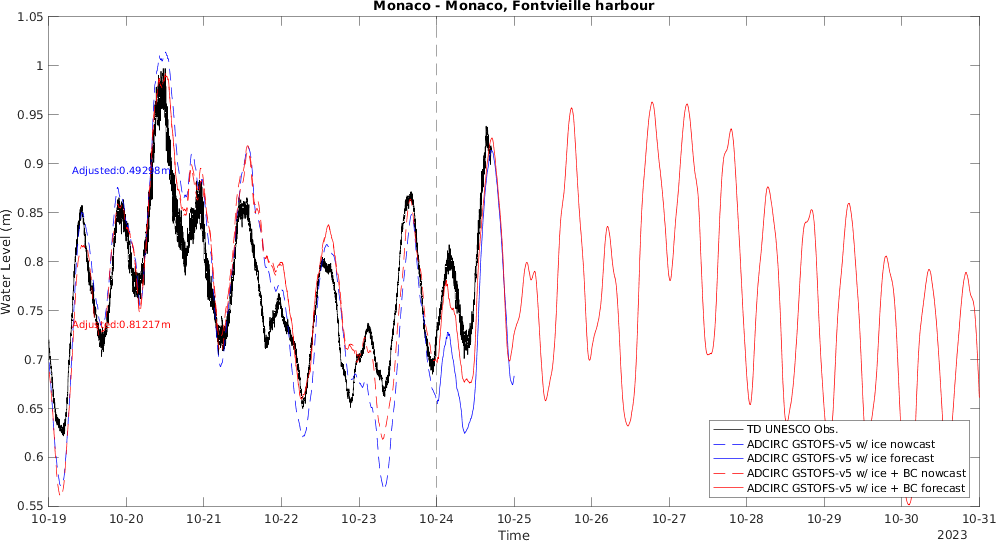 Monaco - Monaco, Fontvieille harbour
Water Level (m)
1.05
1
0.95
0.9
0.85
0.8
0.75
0.7
0.65
0.6
0.55
Adjusted:0.49298m
Adjusted:0.81217m
TD UNESCO Obs.
ADCIRC GSTOFS-v5 w/ ice nowcast
ADCIRC GSTOFS-v5 w/ ice forecast
ADCIRC GSTOFS-v5 w/ ice + BC nowcast
ADCIRC GSTOFS-v5 w/ ice + BC forecast
10-19 10-20 10-21 10-22 10-23 10-24 10-25 10-26 10-27 10-28 10-29 10-30 10-31
Time
2023